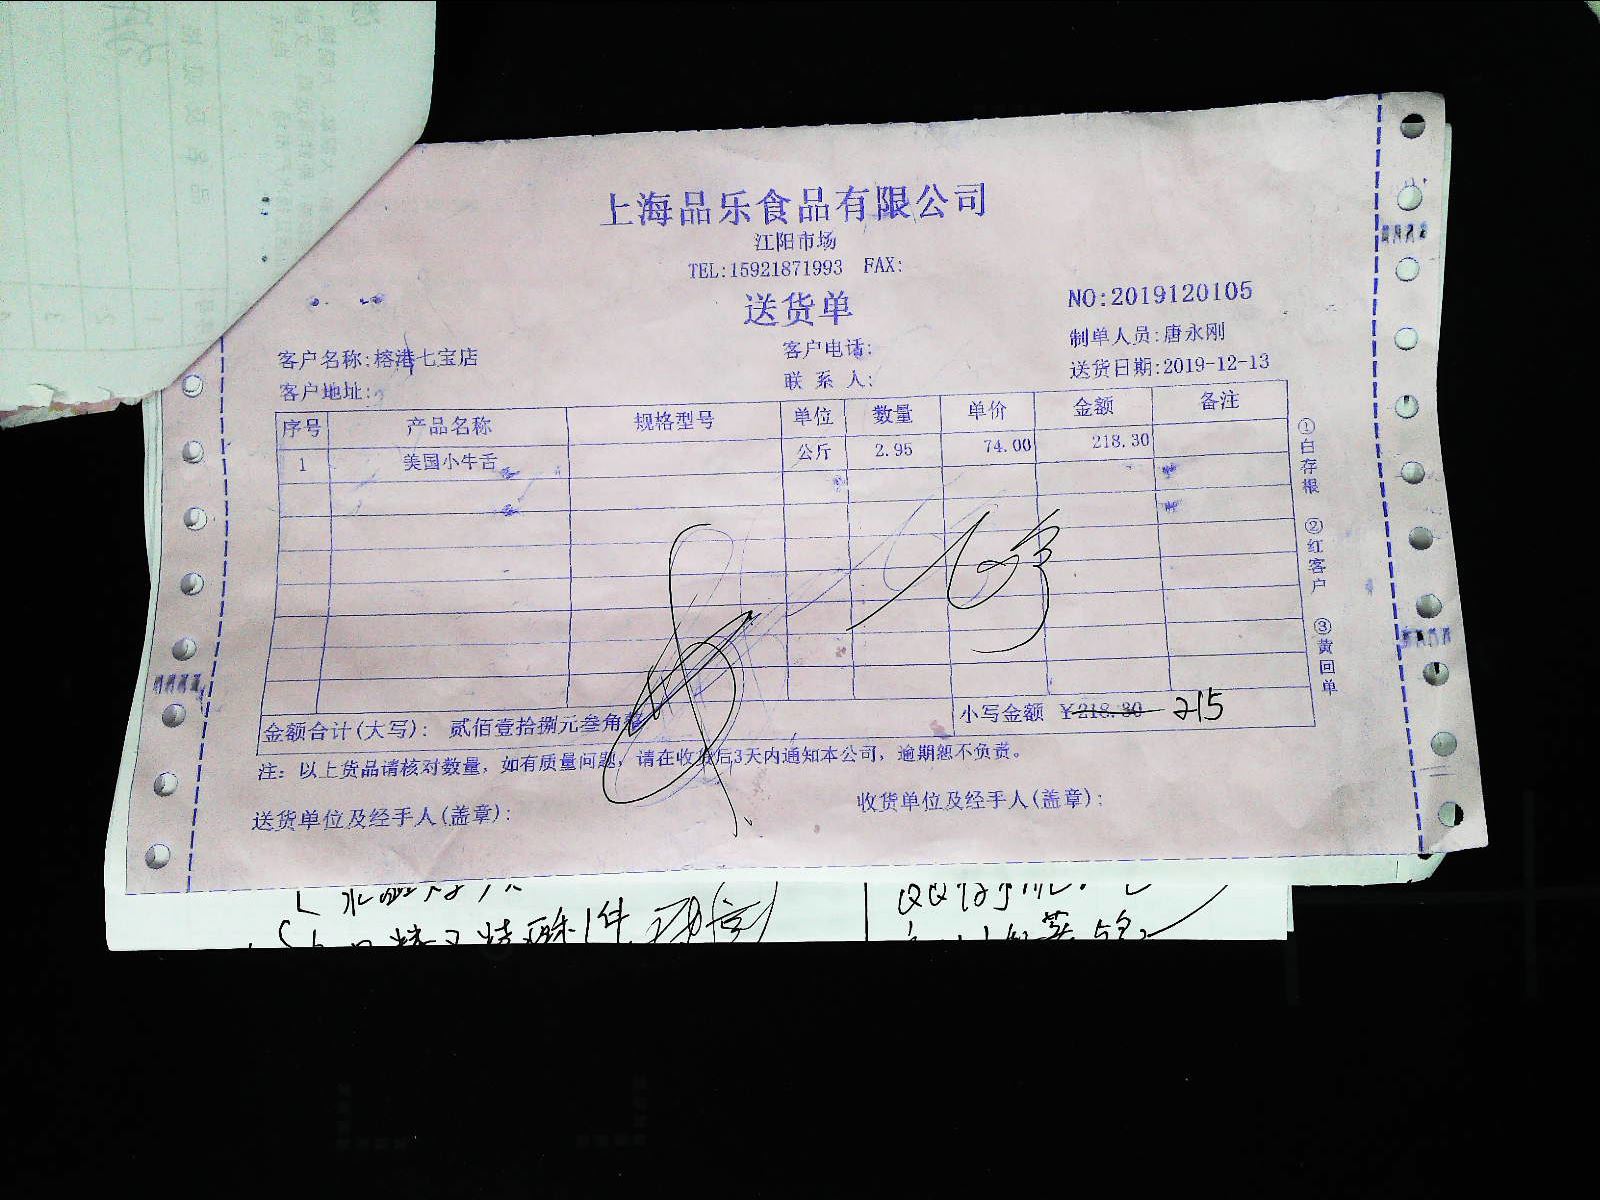 上海品乐食品有限公司
江阳市场
TEL:15921871993 FAX:
送货单
NO:2019120105
制单人员:唐永刚
客户名称:榕港七宝店
客户电话:
送货日期:2019-12-13
客户地址:
联系人:
序号 产品名称 规格型号 单位 数量 单价 金额 备注
1 美国小牛舌 公斤 2.95 74.00 218.30
①白存根 ②红客户 ③黄回单
金额合计(大写): 贰佰壹拾捌元叁角整 小写金额 ¥218.30 215
注: 以上货品请核对数量, 如有质量问题, 请在收货后3天内通知本公司, 逾期恕不负责。
送货单位及经手人(盖章): 收货单位及经手人(盖章):